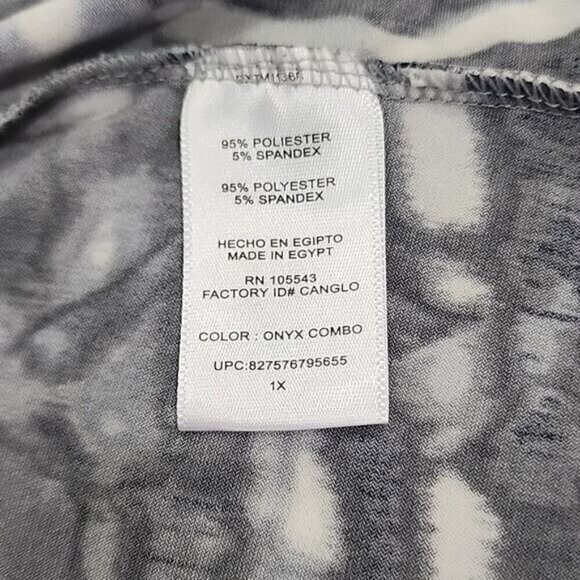 95% POLIESTER
5% SPANDEX
95% POLYESTER
5% SPANDEX
HECHO EN EGIPTO
MADE IN EGYPT
RN 105543
FACTORY ID# CANGLO
COLOR : ONYX COMBO
UPC:827576795655
1X